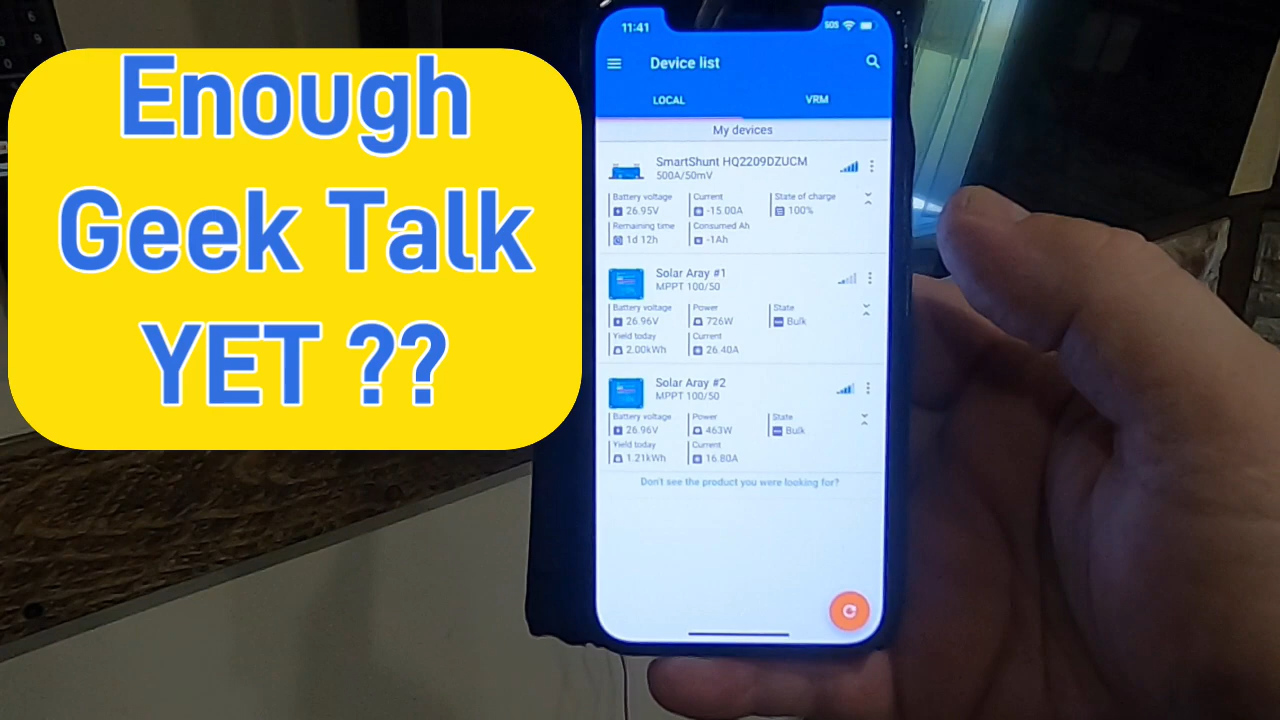 Enough
Geek Talk
YET ??
11:41
SOS
Device list
LOCAL VRM
My devices
SmartShunt HQ2209DZUCM
500A/50mV
Battery voltage Current State of charge
26.95V -15.00A 100%
Remaining time Consumed Ah
1d 12h -1Ah
Solar Aray #1
MPPT 100/50
Battery voltage Power State
26.96V 726W Bulk
Yield today Current
2.00kWh 26.40A
Solar Aray #2
MPPT 100/50
Battery voltage Power State
26.96V 463W Bulk
Yield today Current
1.21kWh 16.80A
Don't see the product you were looking for?